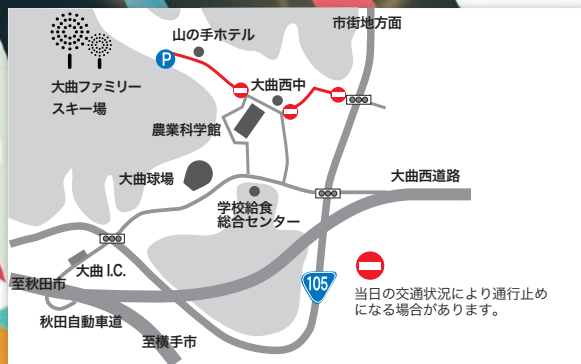 山の手ホテル
市街地方面
P
大曲ファミリー
スキー場
大曲西中
農業科学館
大曲球場
大曲西道路
学校給食
総合センター
大曲 I.C.
至秋田市
105
当日の交通状況により通行止め
になる場合があります。
秋田自動車道
至横手市